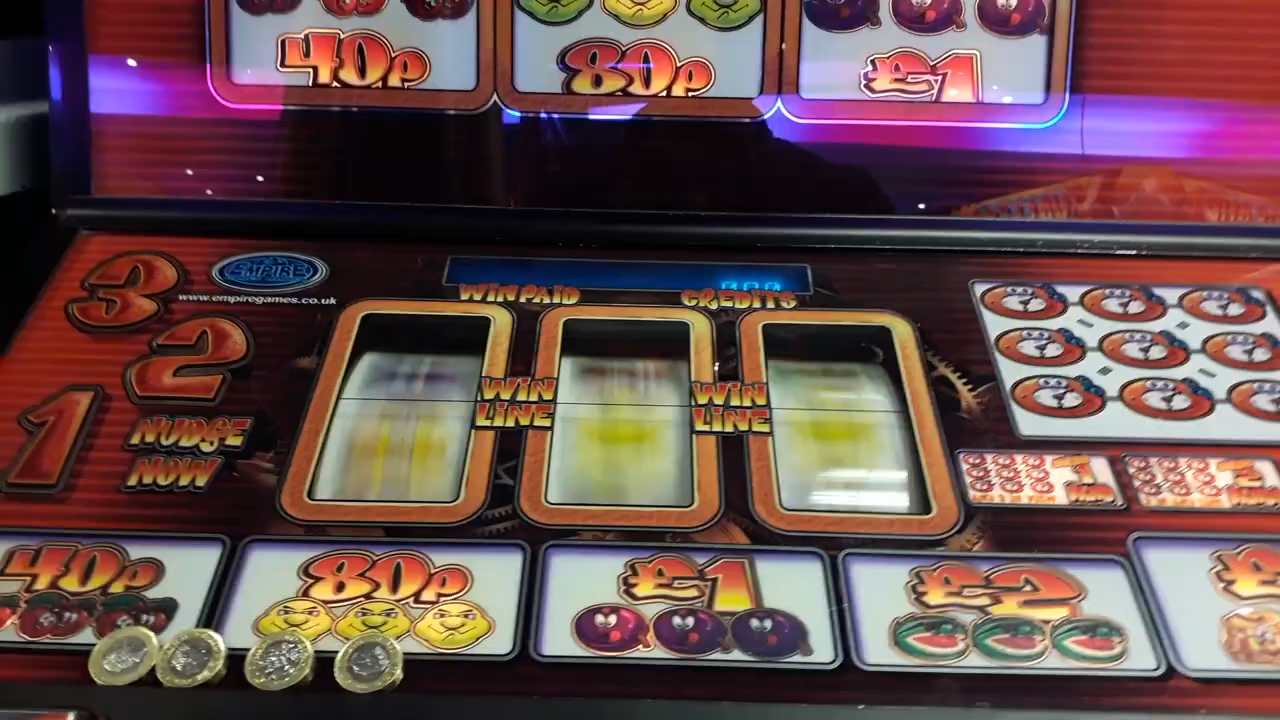 40p
80p
£1
3
EMPIRE
www.empiregames.co.uk
WIN PAID
CREDITS
2
1
NUDGE
NOW
WIN
LINE
WIN
LINE
40p
80p
£1
£2
£